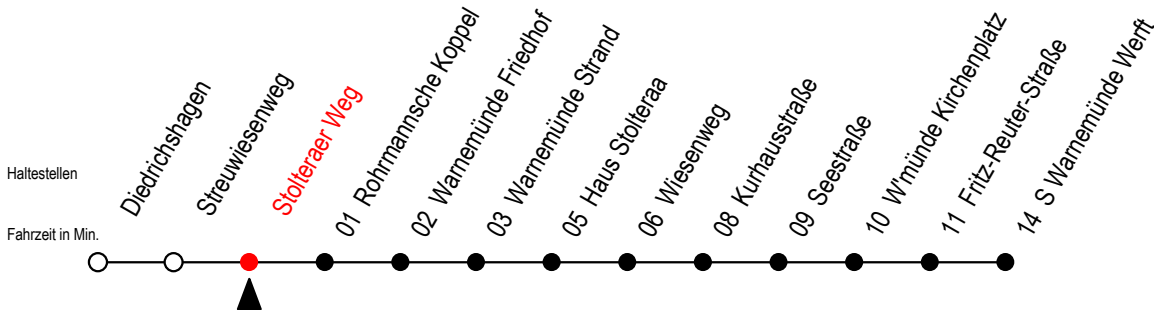 Haltestellen
Fahrzeit in Min.
Diedrichshagen
Streuwiesenweg
Stolteraer Weg
01 Rohrmannsche Koppel
02 Warnemünde Friedhof
03 Warnemünde Strand
05 Haus Stolteraa
06 Wiesenweg
08 Kurhausstraße
09 Seestraße
10 W'münde Kirchenplatz
11 Fritz-Reuter-Straße
14 S Warnemünde Werft